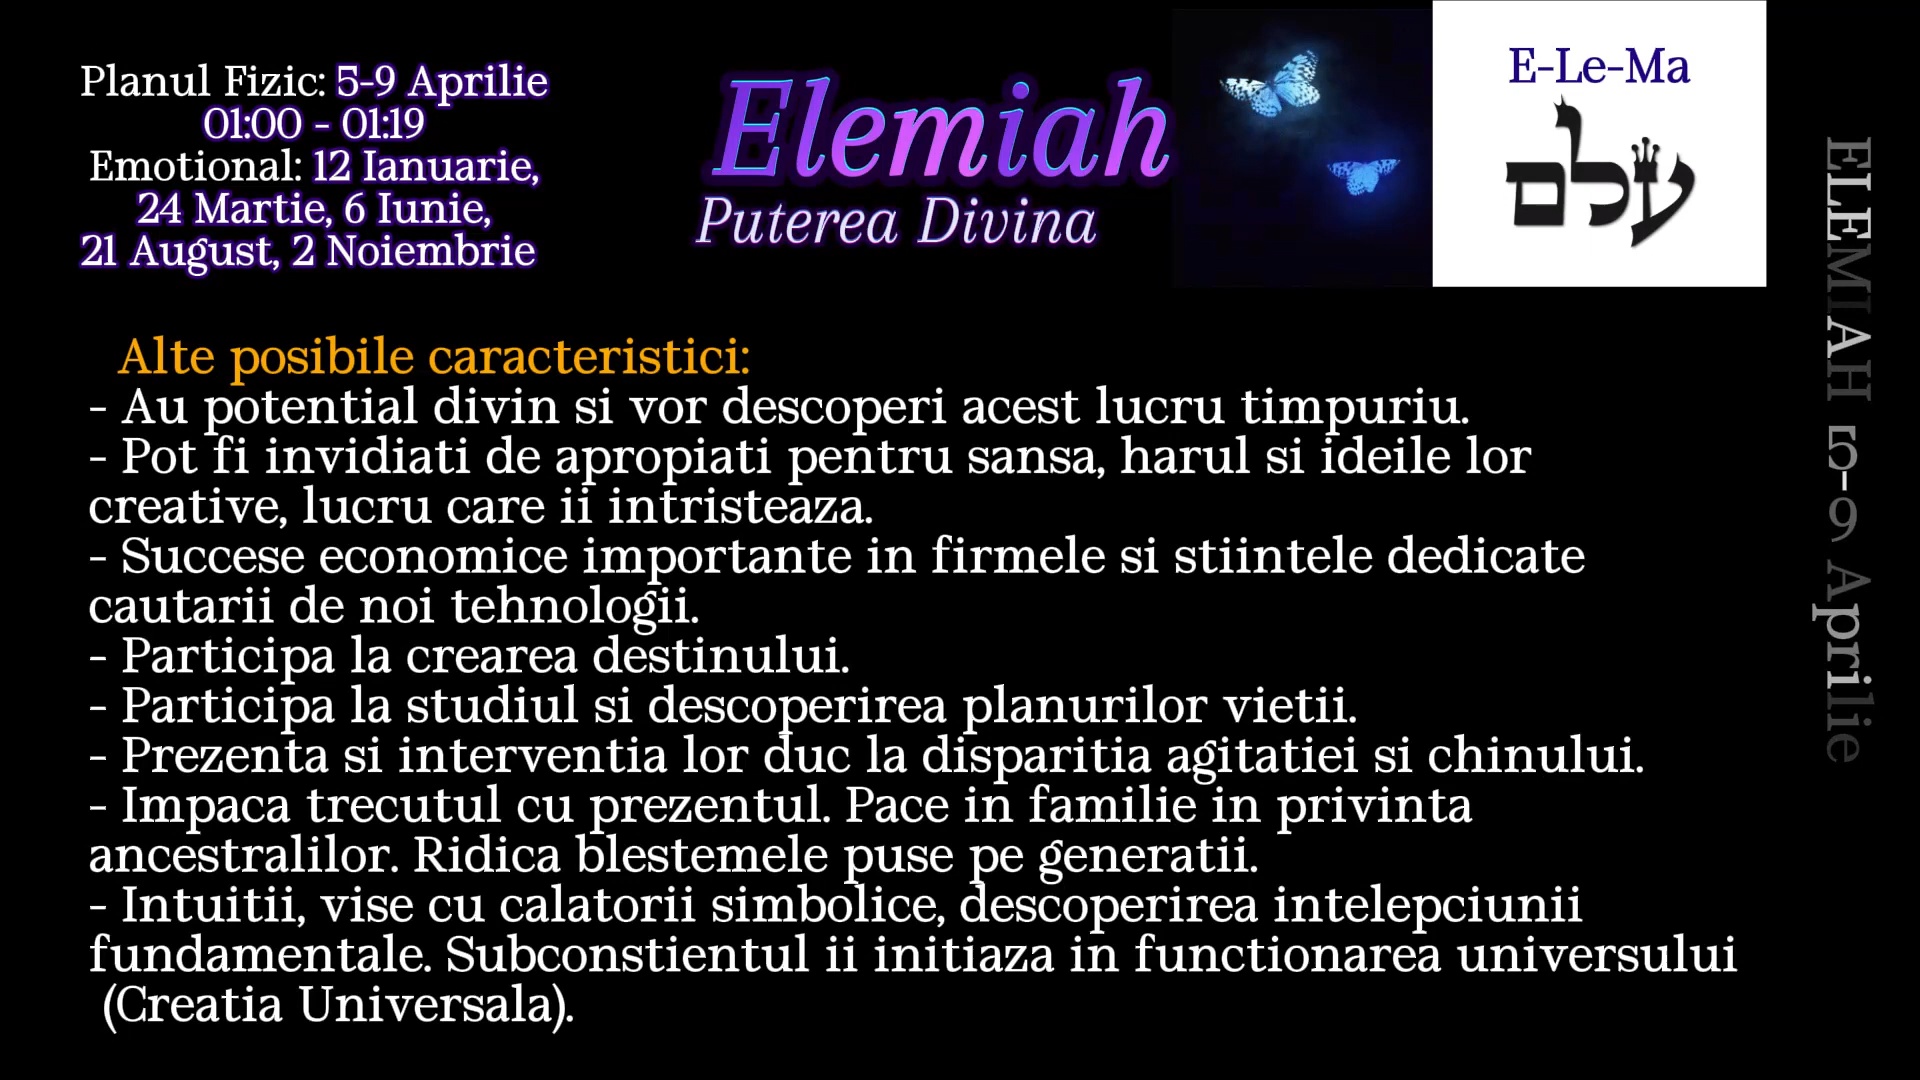 Planul Fizic: 5-9 Aprilie
01:00 - 01:19
Emotional: 12 Ianuarie,
24 Martie, 6 Iunie,
21 August, 2 Noiembrie
Elemiah
Puterea Divina
E-Le-Ma
עלם
Alte posibile caracteristici:
- Au potential divin si vor descoperi acest lucru timpuriu.
- Pot fi invidiati de apropiati pentru sansa, harul si ideile lor
creative, lucru care ii intristeaza.
- Succese economice importante in firmele si stiintele dedicate
cautarii de noi tehnologii.
- Participa la crearea destinului.
- Participa la studiul si descoperirea planurilor vietii.
- Prezenta si interventia lor duc la disparitia agitatiei si chinului.
- Impaca trecutul cu prezentul. Pace in familie in privinta
ancestralilor. Ridica blestemele puse pe generatii.
- Intuitii, vise cu calatorii simbolice, descoperirea intelepciunii
fundamentale. Subconstientul ii initiaza in functionarea universului
(Creatia Universala).
ELEMIAH 5-9 Aprilie